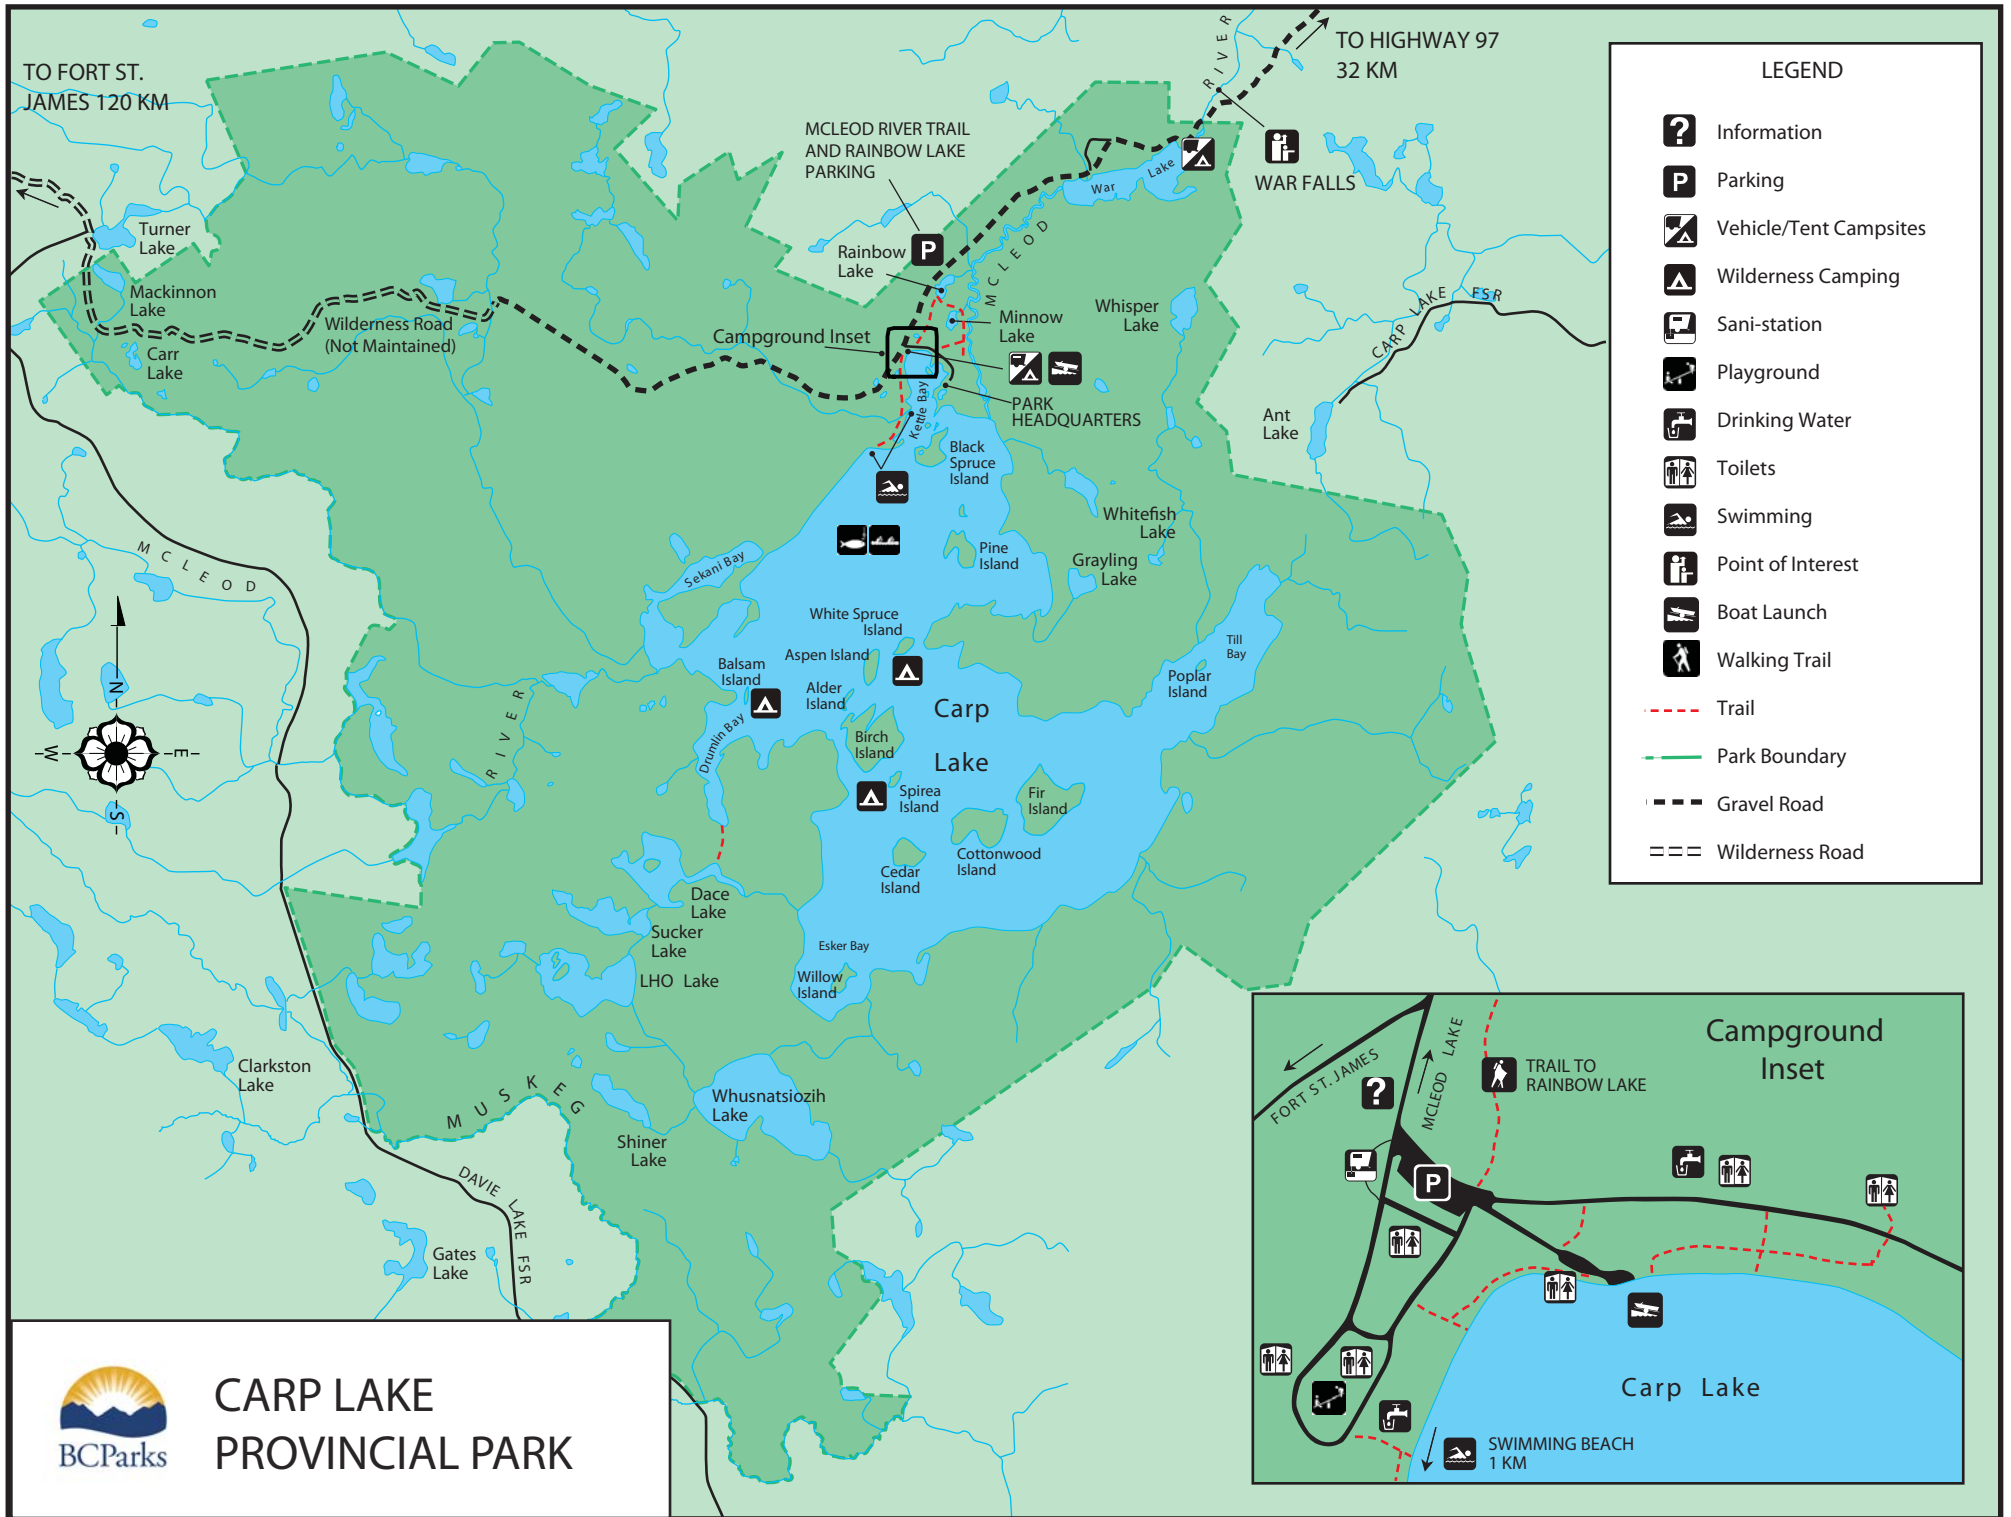 TO FORT ST.
JAMES 120 KM
TO HIGHWAY 97
32 KM
RIVER
MCLEOD RIVER TRAIL
AND RAINBOW LAKE
PARKING
P
War Lake
WAR FALLS
Turner
Lake
Mackinnon
Lake
Carr
Lake
Wilderness Road
(Not Maintained)
Rainbow
Lake
MCLEOD
Minnow
Lake
Whisper
Lake
Campground Inset
PARK
HEADQUARTERS
Kettle Bay
CARP LAKE FSR
Ant
Lake
Black
Spruce
Island
Whitefish
Lake
Grayling
Lake
Pine
Island
Sekani Bay
MCLEOD
RIVER
White Spruce
Island
Aspen Island
Balsam
Island
Alder
Island
Drumlin Bay
Birch
Island
Till
Bay
Poplar
Island
Carp
Lake
Spirea
Island
Fir
Island
Cottonwood
Island
Cedar
Island
Dace
Lake
Sucker
Lake
LHO Lake
Esker Bay
Willow
Island
N
W
E
S
Clarkston
Lake
MUSKEG
Whusnatsiozih
Lake
Shiner
Lake
DAVIE LAKE FSR
Gates
Lake
LEGEND
? Information
P Parking
Vehicle/Tent Campsites
Wilderness Camping
Sani-station
Playground
Drinking Water
Toilets
Swimming
Point of Interest
Boat Launch
Walking Trail
Trail
Park Boundary
Gravel Road
Wilderness Road
Campground
Inset
FORT ST. JAMES
MCLEOD LAKE
?
TRAIL TO
RAINBOW LAKE
P
Carp Lake
SWIMMING BEACH
1 KM
BCParks
CARP LAKE
PROVINCIAL PARK